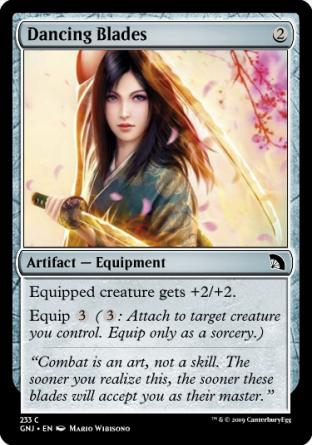 Dancing Blades 2
Artifact — Equipment
Equipped creature gets +2/+2.
Equip 3 ( 3 : Attach to target creature
you control. Equip only as a sorcery.)
“Combat is an art, not a skill. The
sooner you realize this, the sooner these
blades will accept you as their master.”
233 C
GNJ • EN Mario Wibisono
™ & © 2019 CanterburyEgg